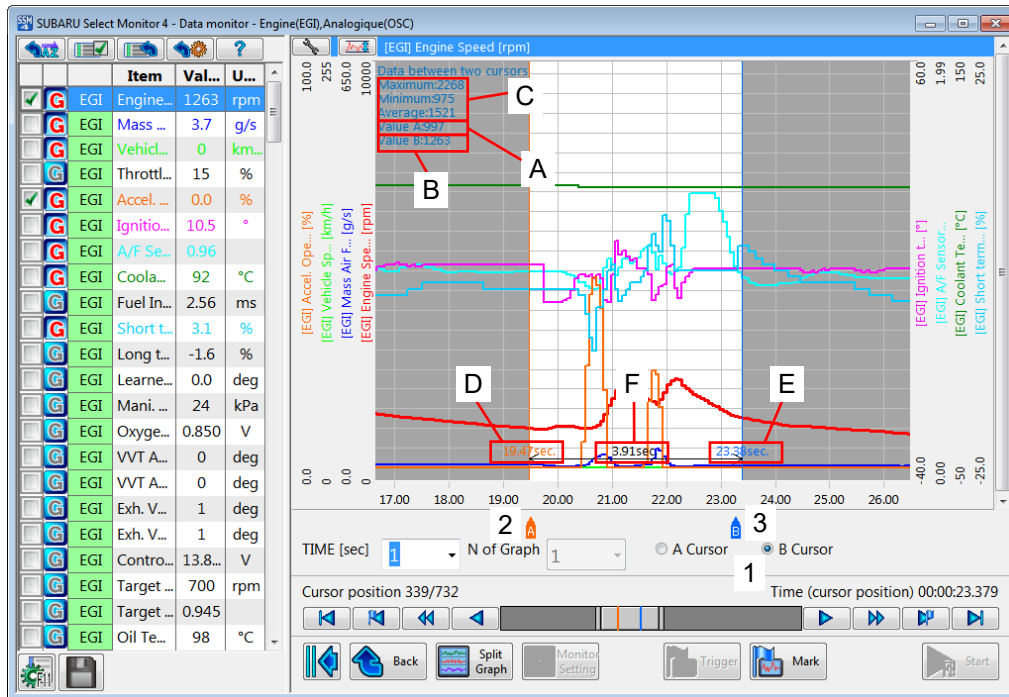 SSM4 SUBARU Select Monitor 4 - Data monitor - Engine(EGI),Analogique(OSC)
Item Val... U...
EGI Engine... 1263 rpm
EGI Mass ... 3.7 g/s
EGI Vehicl... 0 km...
EGI Throttl... 15 %
EGI Accel. ... 0.0 %
EGI Ignitio... 10.5 °
EGI A/F Se... 0.96
EGI Coola... 92 °C
EGI Fuel In... 2.56 ms
EGI Short t... 3.1 %
EGI Long t... -1.6 %
EGI Learne... 0.0 deg
EGI Mani. ... 24 kPa
EGI Oxyge... 0.850 V
EGI VVT A... 0 deg
EGI VVT A... 0 deg
EGI Exh. V... 1 deg
EGI Exh. V... 1 deg
EGI Contro... 13.8... V
EGI Target ... 700 rpm
EGI Target ... 0.945
EGI Oil Te... 98 °C
[EGI] Engine Speed [rpm]
100.0 255 650.0 10000
[EGI] Accel. Ope... [%]
[EGI] Vehicle Sp... [km/h]
[EGI] Mass Air F... [g/s]
[EGI] Engine Spe... [rpm]
0.0 0 0.0 0
Data between two cursors
Maximum:2268
Minimum:975
Average:1521
Value A:997
Value B:1263
C
A
B
D
F
E
19.47sec. 3.91sec. 23.38sec.
60.0 1.99 150 25.0
[EGI] Ignition t... [°]
[EGI] A/F Sensor...
[EGI] Coolant Te... [°C]
[EGI] Short term... [%]
-40.0 0.00 -50 -25.0
17.00 18.00 19.00 20.00 21.00 22.00 23.00 24.00 25.00 26.00
2 A B 3
TIME [sec] 1 N of Graph 1 A Cursor B Cursor
1
Cursor position 339/732 Time (cursor position) 00:00:23.379
Back Split Graph Monitor Setting Trigger Mark Start
F11